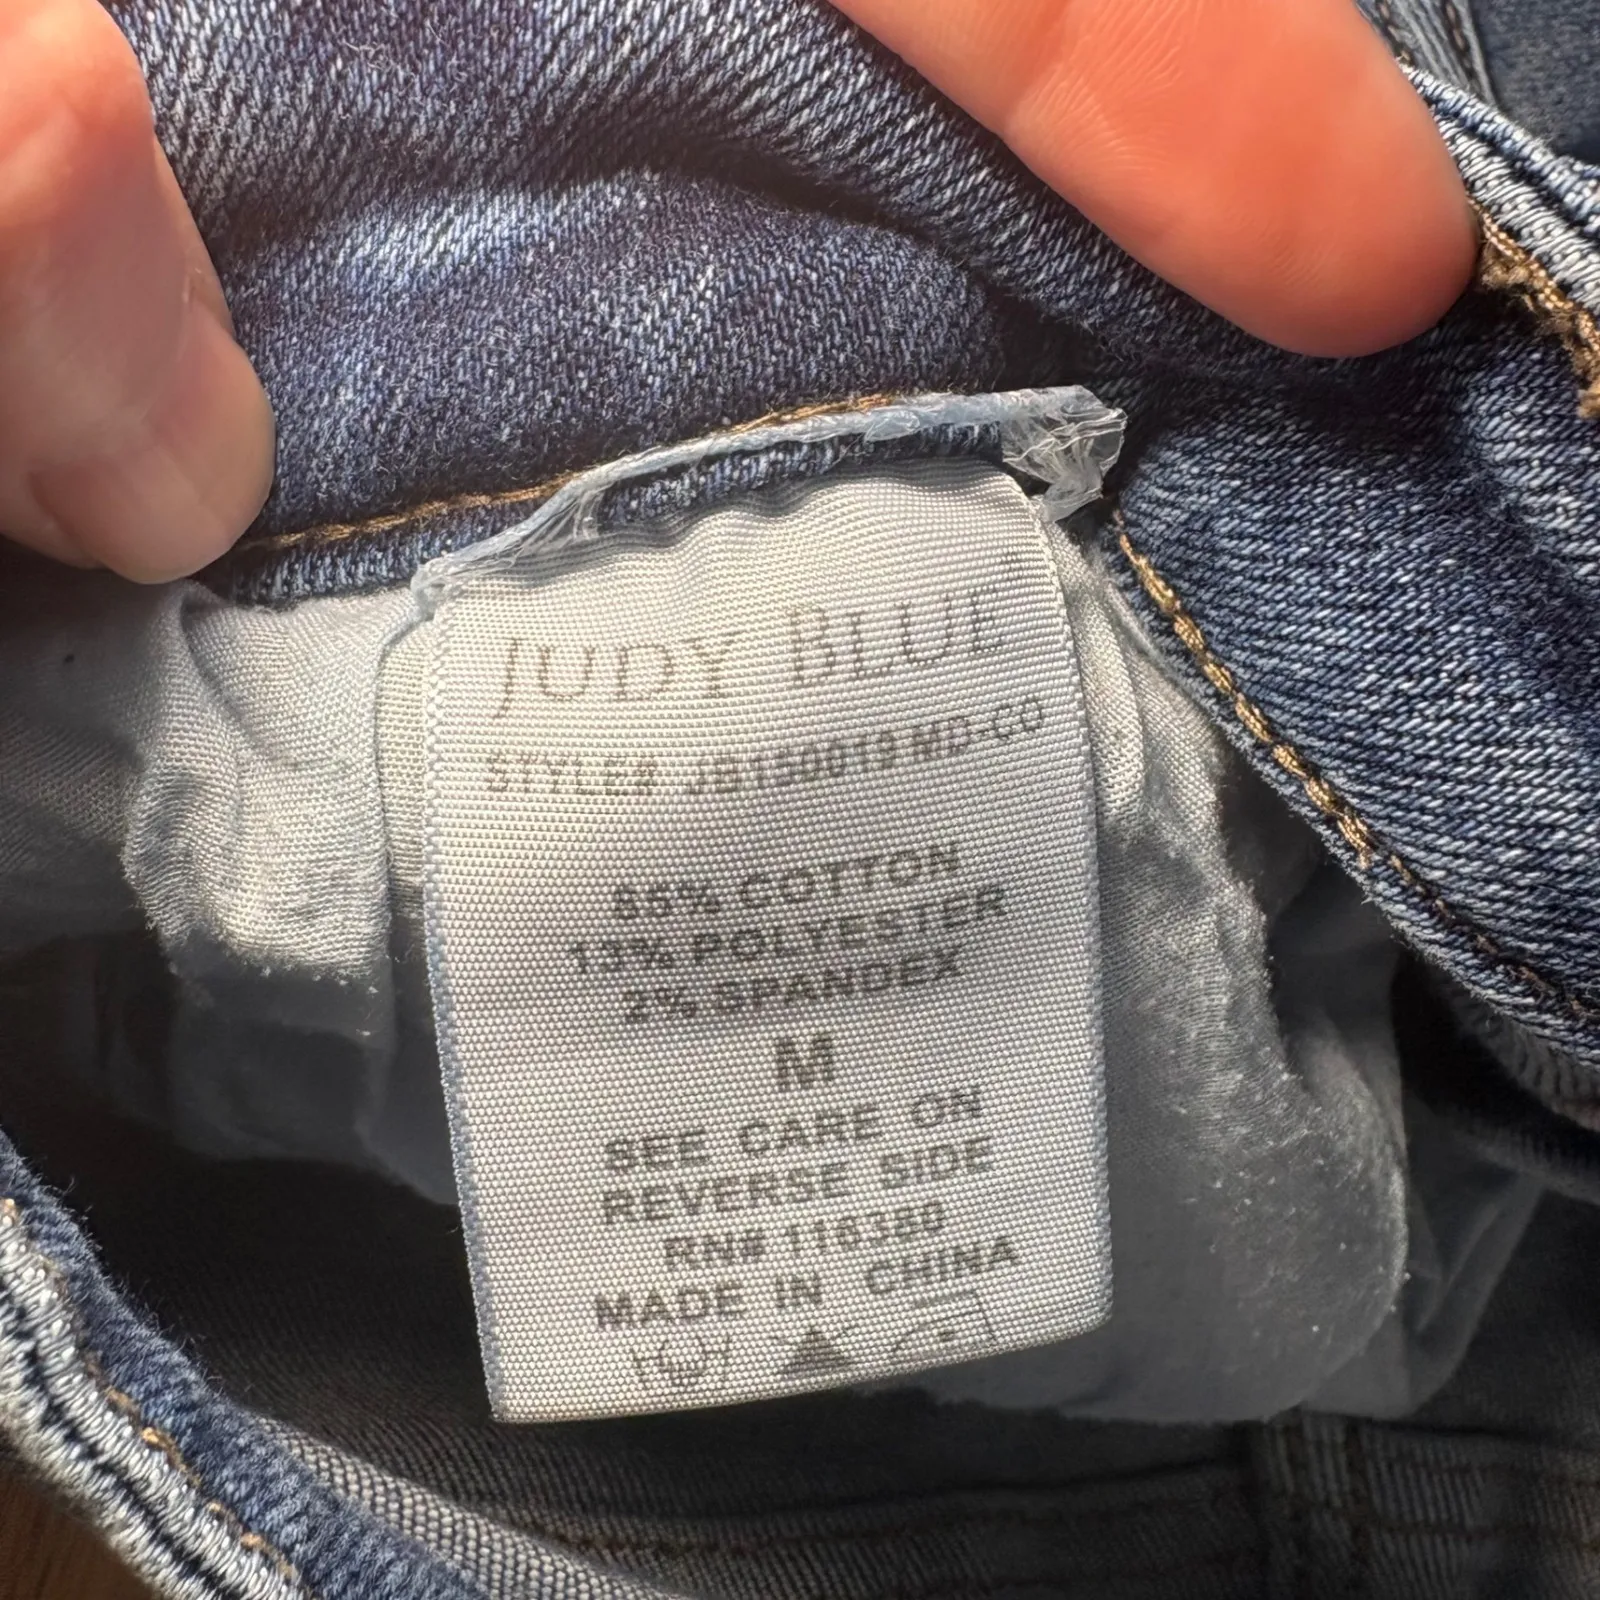 JUDY BLUE
STYLE# JB150019 MD-CO
85% COTTON
13% POLYESTER
2% SPANDEX
M
SEE CARE ON
REVERSE SIDE
RN# 116380
MADE IN CHINA